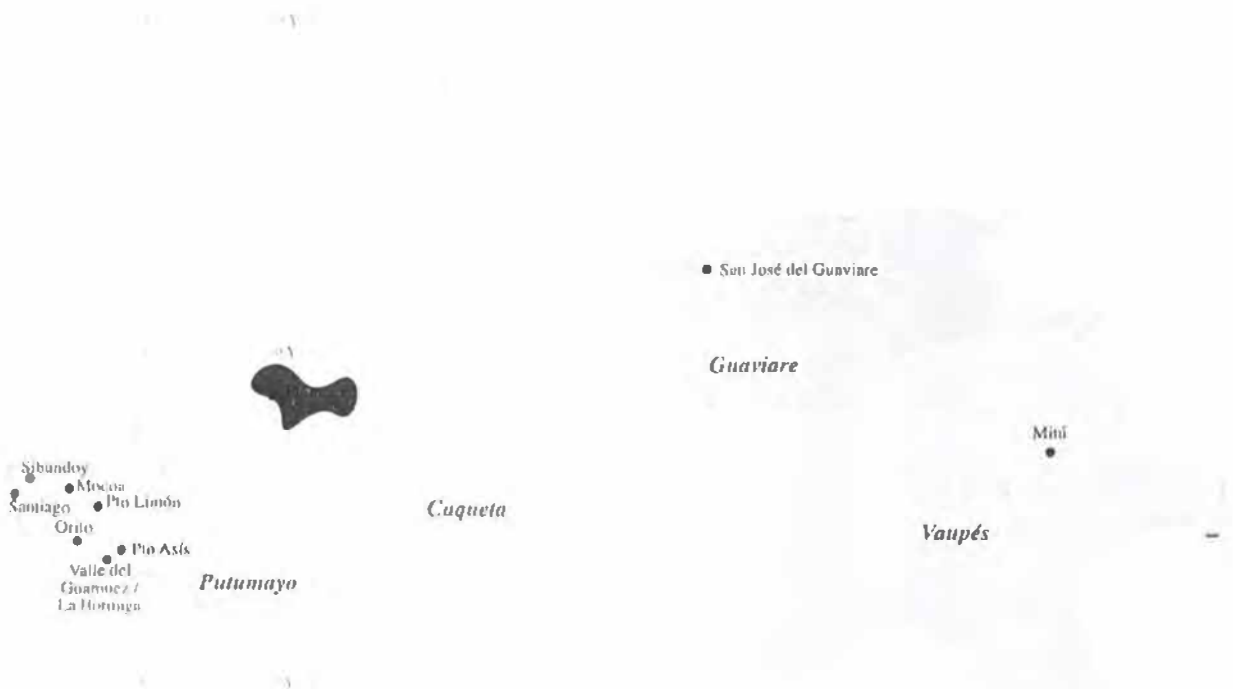 San José del Guaviare
Guaviare
Mitú
Sibundoy
Mocoa
Santiago
Pto Limón
Caqueta
Orito
Vaupés
Pto Asís
Valle del
Guamuez /
Putumayo
La Hormiga